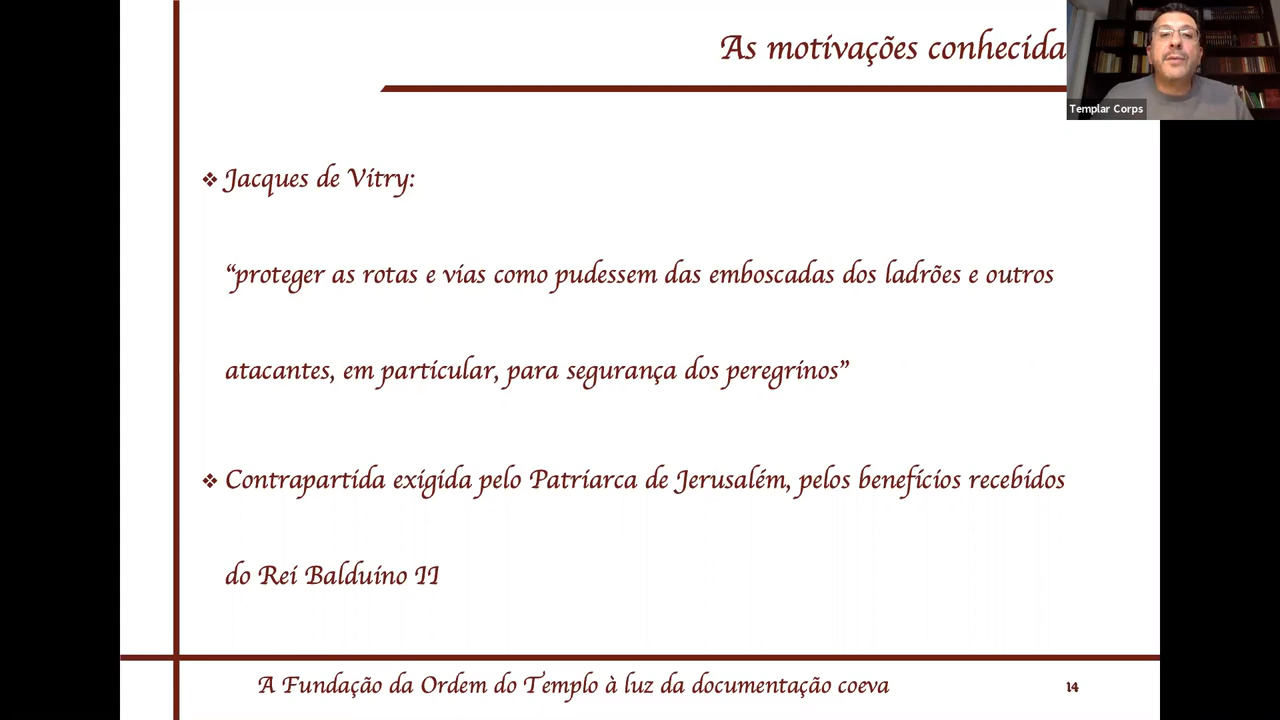 As motivações conhecida
Templar Corps
❖ Jacques de Vitry:
“proteger as rotas e vias como pudessem das emboscadas dos ladrões e outros
atacantes, em particular, para segurança dos peregrinos”
❖ Contrapartida exigida pelo Patriarca de Jerusalém, pelos benefícios recebidos
do Rei Balduino II
A Fundação da Ordem do Templo à luz da documentação coeva
14